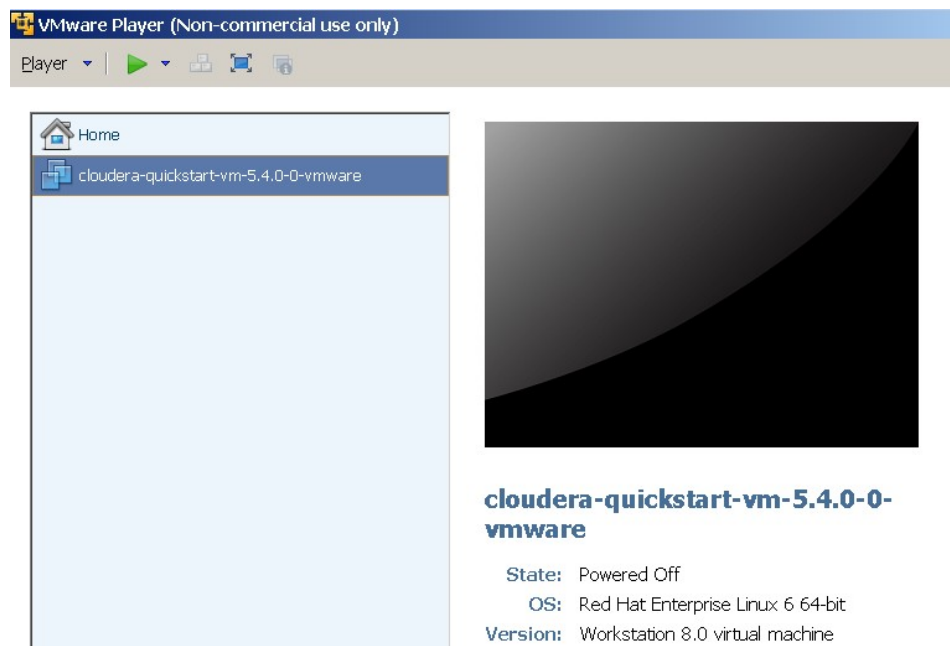 VMware Player (Non-commercial use only)
Player
Home
cloudera-quickstart-vm-5.4.0-0-vmware
cloudera-quickstart-vm-5.4.0-0-
vmware
State: Powered Off
OS: Red Hat Enterprise Linux 6 64-bit
Version: Workstation 8.0 virtual machine